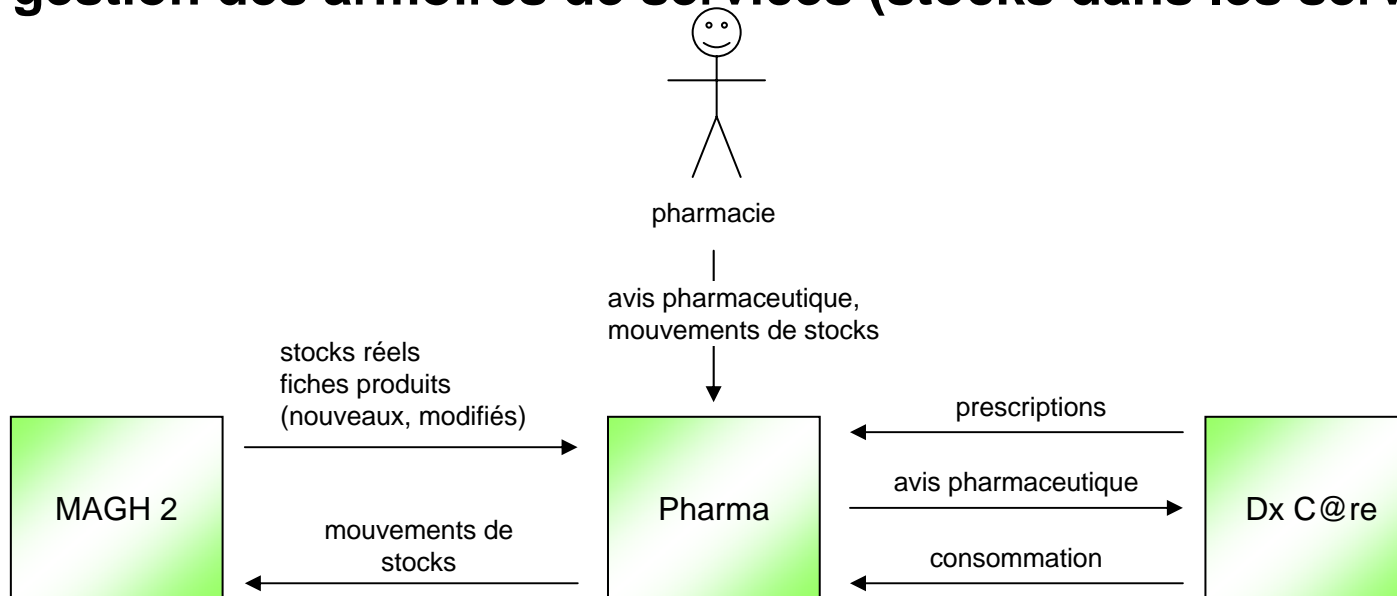 gestion des armoires de services (stocks dans les serv
pharmacie
avis pharmaceutique,
mouvements de stocks
stocks réels
fiches produits
(nouveaux, modifiés)
prescriptions
avis pharmaceutique
MAGH 2
Pharma
Dx C@re
mouvements de
stocks
consommation